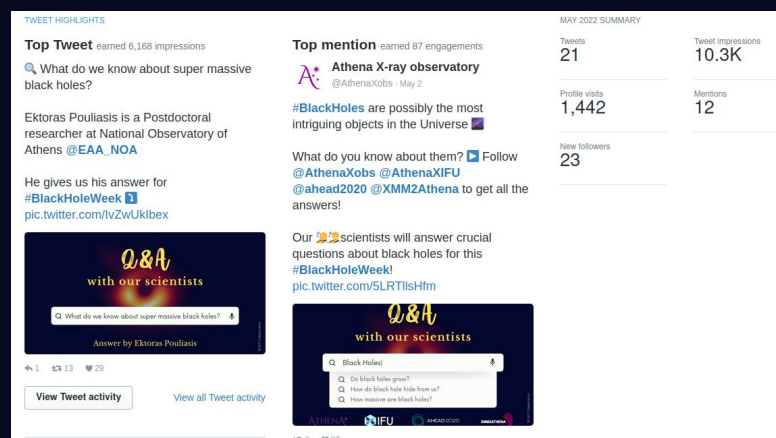 TWEET HIGHLIGHTS
Top Tweet earned 6,168 impressions
What do we know about super massive
black holes?
Ektoras Pouliasis is a Postdoctoral
researcher at National Observatory of
Athens @EAA_NOA
He gives us his answer for
#BlackHoleWeek
pic.twitter.com/IvZwUkIbex
Q&A
with our scientists
What do we know about super massive black holes?
Answer by Ektoras Pouliasis
1 13 29
View Tweet activity
View all Tweet activity
Top mention earned 87 engagements
Athena X-ray observatory
@AthenaXobs · May 2
#BlackHoles are possibly the most
intriguing objects in the Universe
What do you know about them? Follow
@AthenaXobs @AthenaXIFU
@ahead2020 @XMM2Athena to get all the
answers!
Our scientists will answer crucial
questions about black holes for this
#BlackHoleWeek!
pic.twitter.com/5LRTllsHfm
Q&A
with our scientists
Black Holes|
Do black holes grow?
How do black hole hide from us?
How massive are black holes?
ATHENA XIFU AHEAD2020 XMM2ATHENA
MAY 2022 SUMMARY
Tweets
21
Tweet impressions
10.3K
Profile visits
1,442
Mentions
12
New followers
23